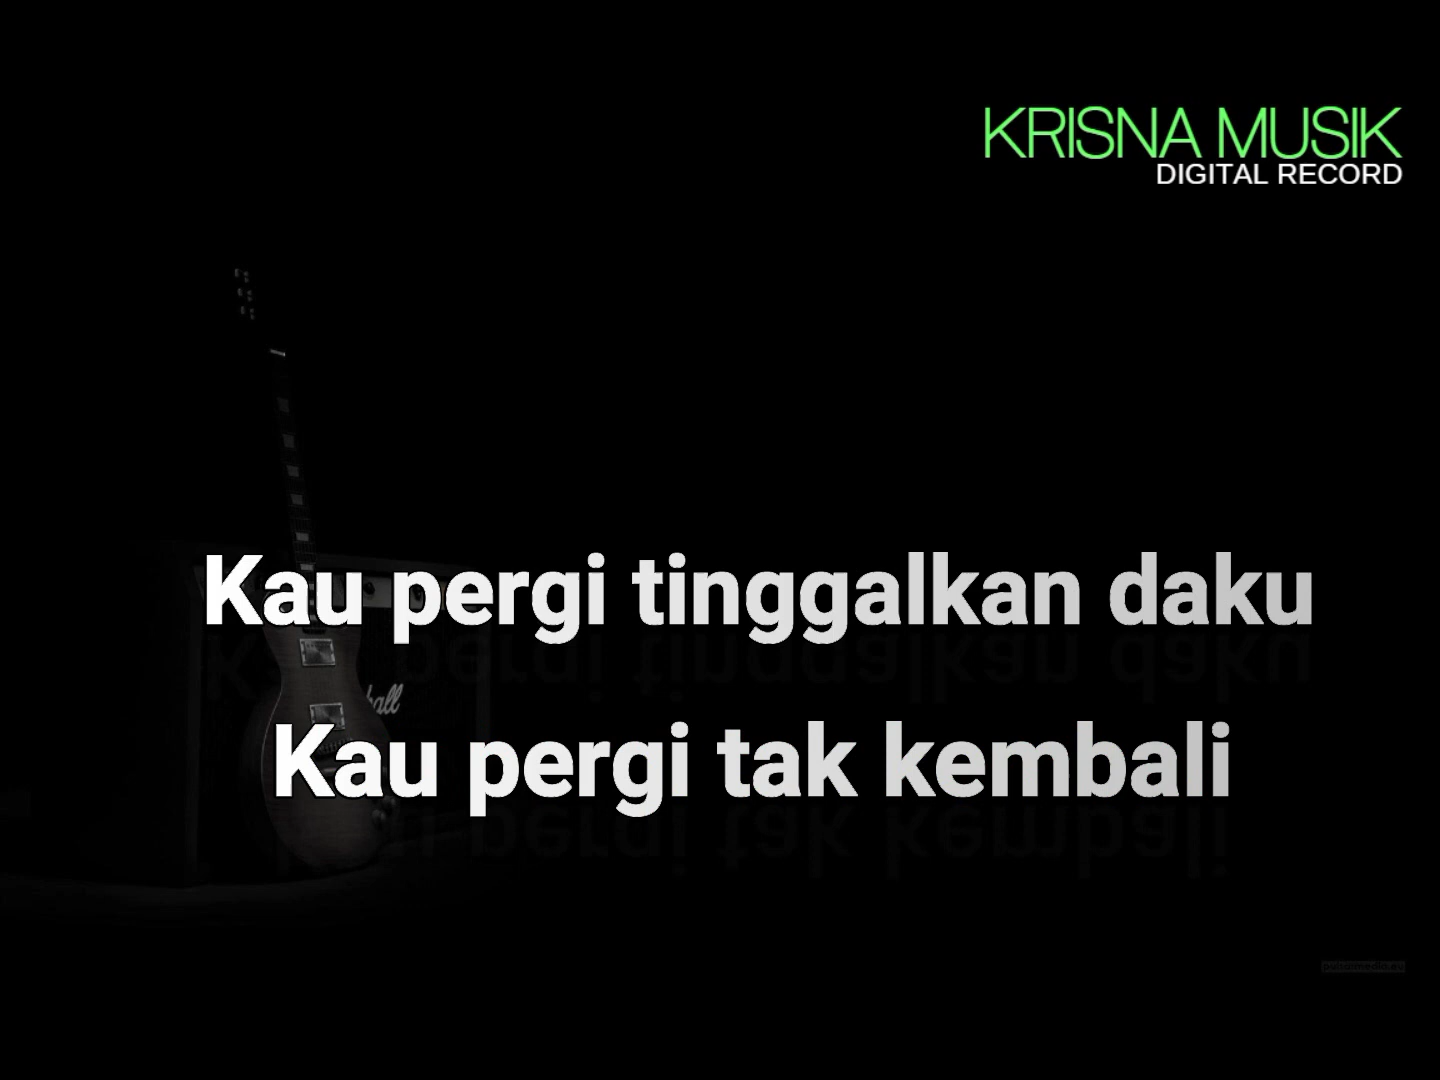 KRISNA MUSIK
DIGITAL RECORD
Kau pergi tinggalkan daku
Kau pergi tak kembali